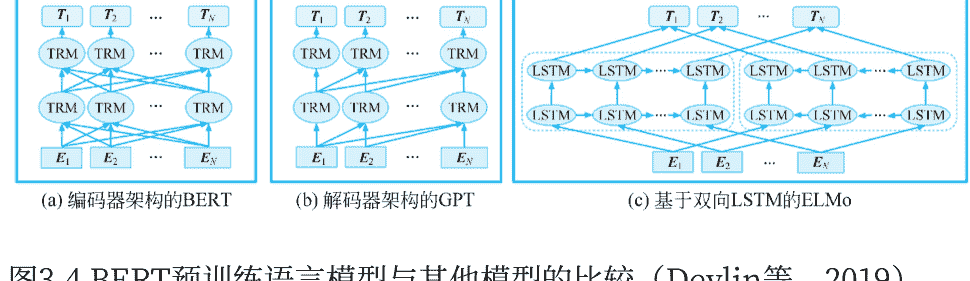 T1 T2 ... TN
TRM TRM ... TRM
TRM TRM ... TRM
E1 E2 ... EN
(a) 编码器架构的BERT
T1 T2 ... TN
TRM TRM ... TRM
TRM TRM ... TRM
E1 E2 ... EN
(b) 解码器架构的GPT
T1 T2 ... TN
LSTM LSTM ... LSTM LSTM LSTM ... LSTM
LSTM LSTM ... LSTM LSTM LSTM ... LSTM
E1 E2 ... EN
(c) 基于双向LSTM的ELMo
图3.4 BERT预训练语言模型与其他模型的比较（Devlin等，2019）